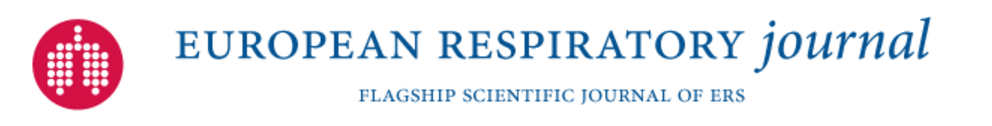 EUROPEAN RESPIRATORY journal
FLAGSHIP SCIENTIFIC JOURNAL OF ERS